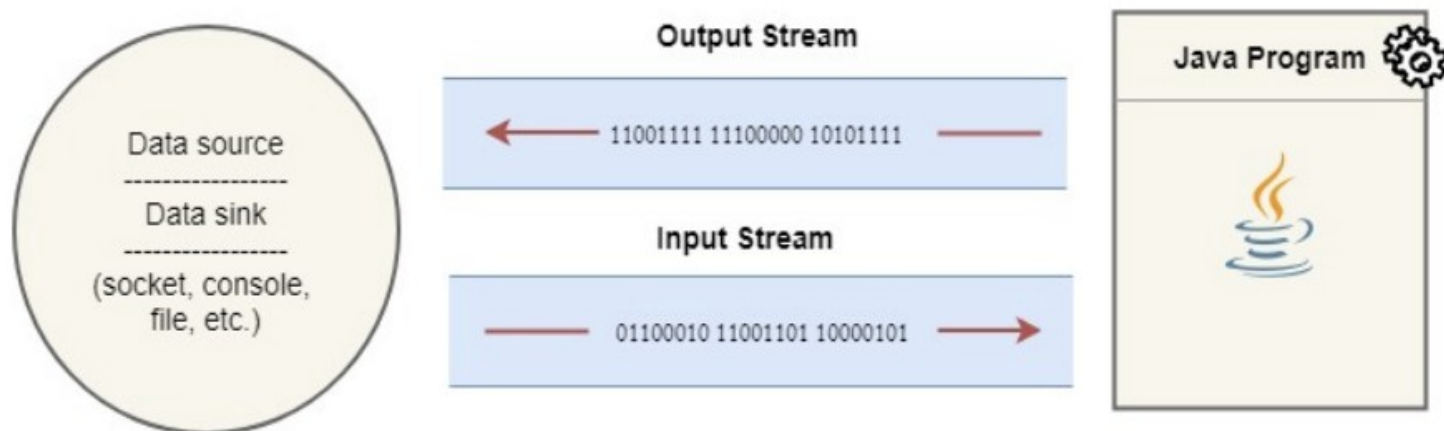 Data source
-----------------
Data sink
-----------------
(socket, console,
file, etc.)
Output Stream
11001111 11100000 10101111
Input Stream
01100010 11001101 10000101
Java Program